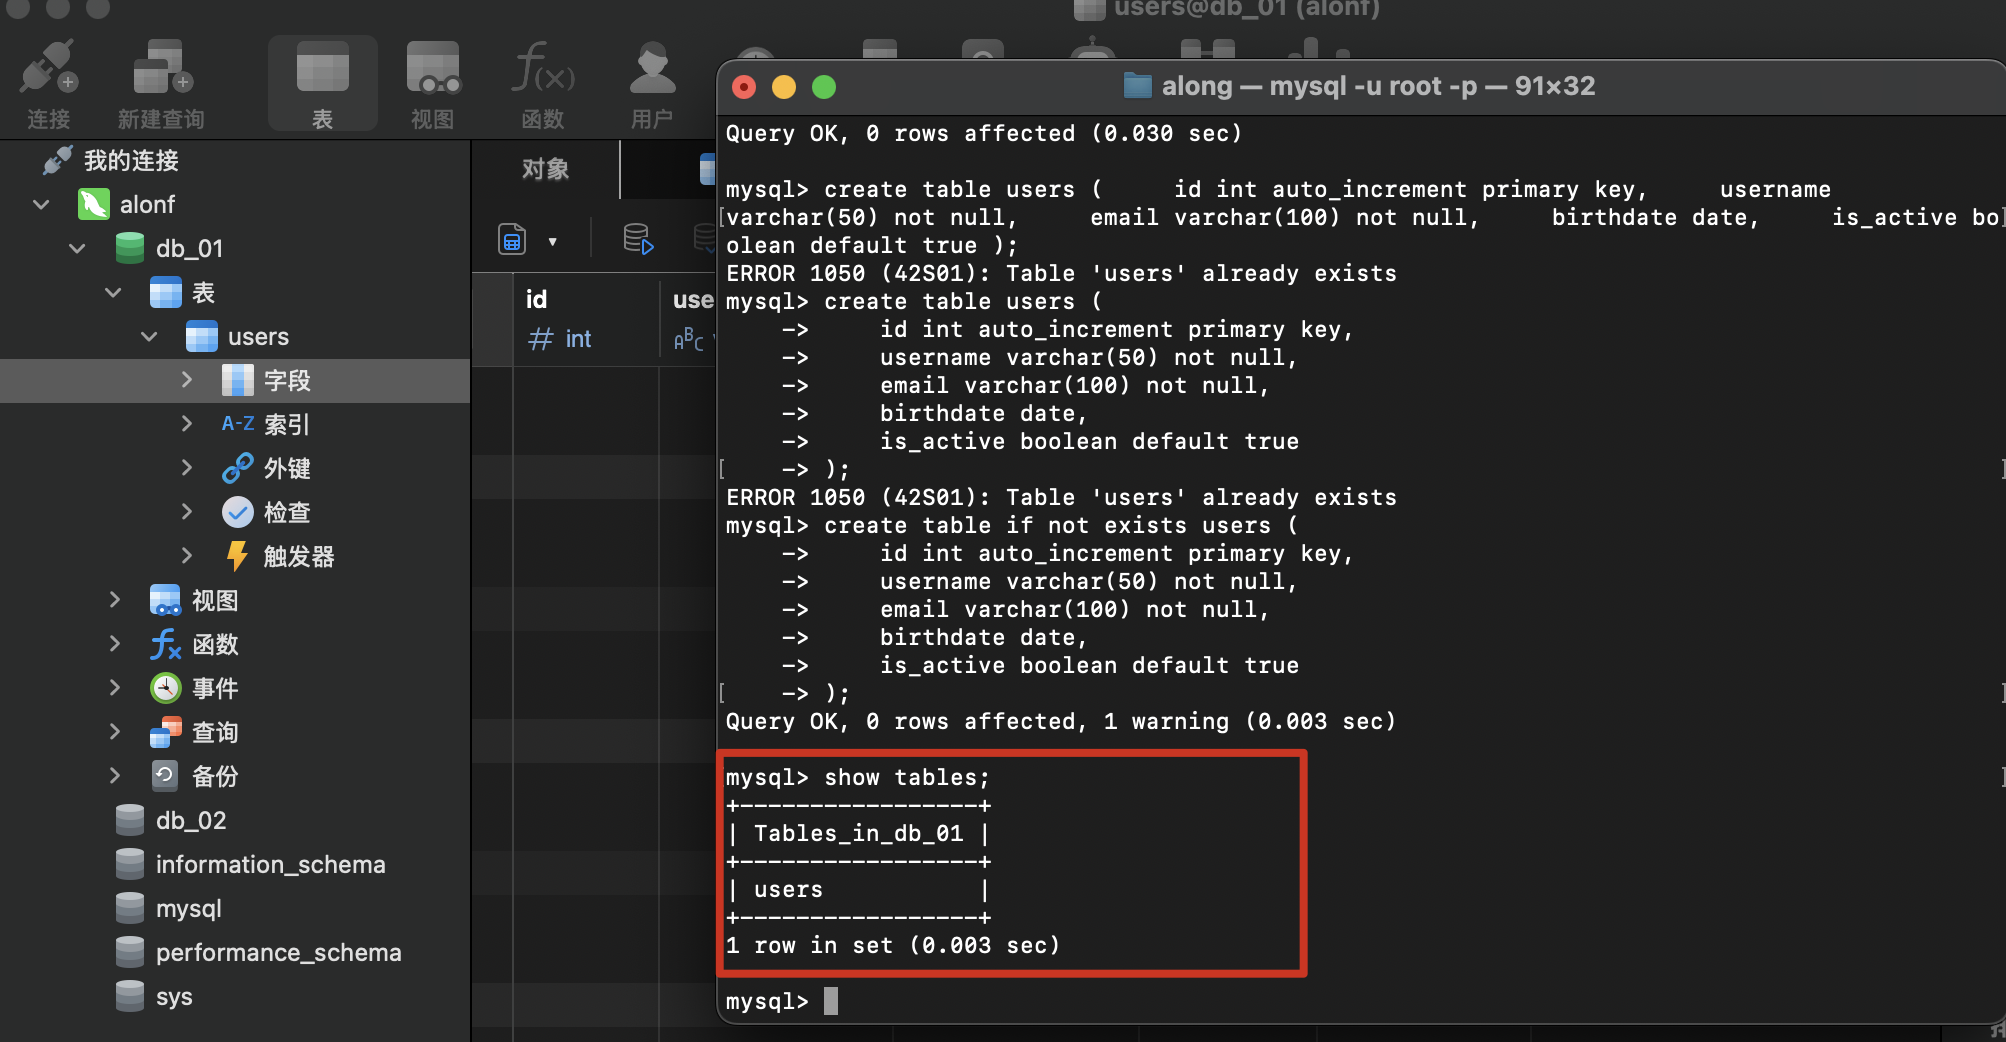 users@db_01 (alonf)
连接
新建查询
表
视图
函数
用户
我的连接
alonf
db_01
表
users
字段
A-Z 索引
外键
检查
触发器
视图
函数
事件
查询
备份
db_02
information_schema
mysql
performance_schema
sys
对象
id
# int
use
along — mysql -u root -p — 91×32
Query OK, 0 rows affected (0.030 sec)
mysql> create table users (     id int auto_increment primary key,     username
varchar(50) not null,     email varchar(100) not null,     birthdate date,     is_active bo
olean default true );
ERROR 1050 (42S01): Table 'users' already exists
mysql> create table users (
    ->     id int auto_increment primary key,
    ->     username varchar(50) not null,
    ->     email varchar(100) not null,
    ->     birthdate date,
    ->     is_active boolean default true
    -> );
ERROR 1050 (42S01): Table 'users' already exists
mysql> create table if not exists users (
    ->     id int auto_increment primary key,
    ->     username varchar(50) not null,
    ->     email varchar(100) not null,
    ->     birthdate date,
    ->     is_active boolean default true
    -> );
Query OK, 0 rows affected, 1 warning (0.003 sec)
mysql> show tables;
+-----------------+
| Tables_in_db_01 |
+-----------------+
| users           |
+-----------------+
1 row in set (0.003 sec)
mysql>